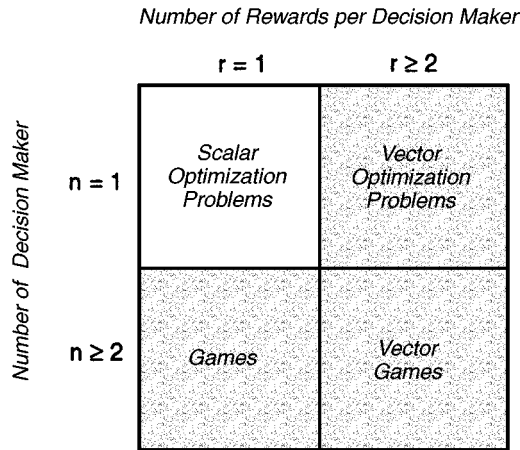 Number of Rewards per Decision Maker
r = 1
r ≥ 2
Number of Decision Maker
n = 1
Scalar
Optimization
Problems
Vector
Optimization
Problems
n ≥ 2
Games
Vector
Games